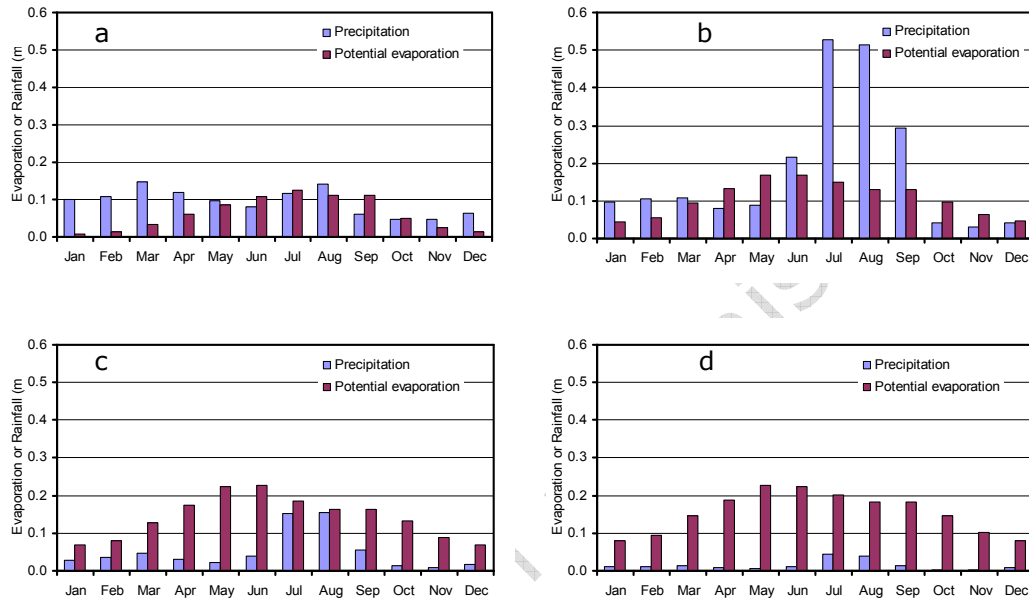 a
Precipitation
Potential evaporation
Evaporation or Rainfall (m
0.6
0.5
0.4
0.3
0.2
0.1
0.0
Jan Feb Mar Apr May Jun Jul Aug Sep Oct Nov Dec
b
Precipitation
Potential evaporation
Evaporation or Rainfall (m
0.6
0.5
0.4
0.3
0.2
0.1
0.0
Jan Feb Mar Apr May Jun Jul Aug Sep Oct Nov Dec
c
Precipitation
Potential evaporation
Evaporation or Rainfall (m
0.6
0.5
0.4
0.3
0.2
0.1
0.0
Jan Feb Mar Apr May Jun Jul Aug Sep Oct Nov Dec
d
Precipitation
Potential evaporation
Evaporation or Rainfall (m
0.6
0.5
0.4
0.3
0.2
0.1
0.0
Jan Feb Mar Apr May Jun Jul Aug Sep Oct Nov Dec